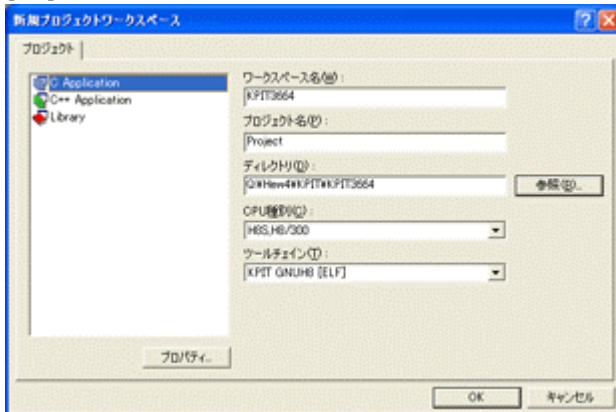 新規プロジェクトワークスペース
プロジェクト
C Application
C++ Application
Library
ワークスペース名(W):
KPIT3664
プロジェクト名(P):
Project
ディレクトリ(D):
Q:¥Hew4¥KPIT¥KPIT3664
参照(B)...
CPU種別(C):
H8S,H8/300
ツールチェイン(T):
KPIT GNUH8 [ELF]
プロパティ...
OK
キャンセル